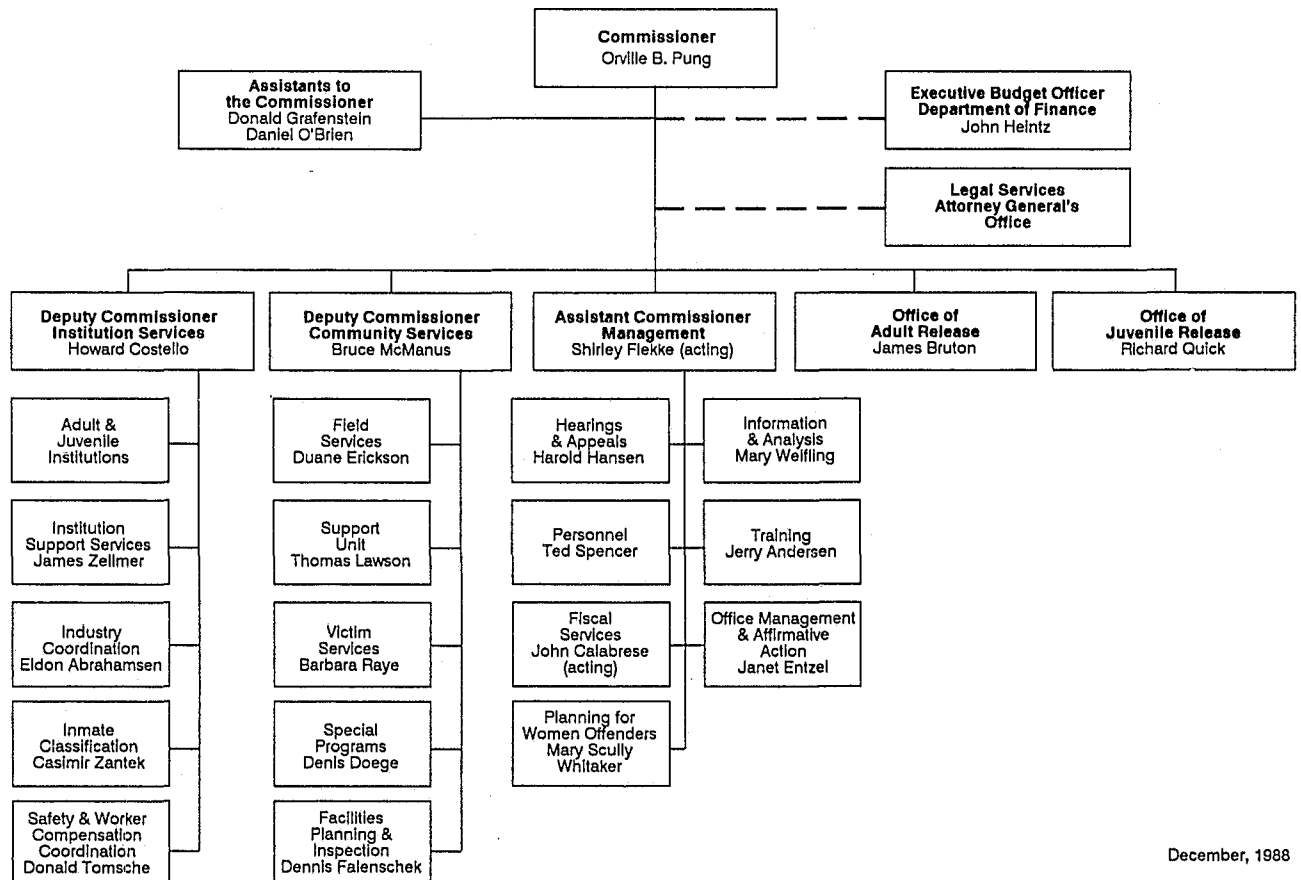 Commissioner
Orville B. Pung
Assistants to
the Commissioner
Donald Grafenstein
Daniel O'Brien
Executive Budget Officer
Department of Finance
John Heintz
Legal Services
Attorney General's
Office
Deputy Commissioner
Institution Services
Howard Costello
Deputy Commissioner
Community Services
Bruce McManus
Assistant Commissioner
Management
Shirley Flekke (acting)
Office of
Adult Release
James Bruton
Office of
Juvenile Release
Richard Quick
Adult &
Juvenile
Institutions
Institution
Support Services
James Zellmer
Industry
Coordination
Eldon Abrahamsen
Inmate
Classification
Casimir Zantek
Safety & Worker
Compensation
Coordination
Donald Tomsche
Field
Services
Duane Erickson
Support
Unit
Thomas Lawson
Victim
Services
Barbara Raye
Special
Programs
Denis Doege
Facilities
Planning &
Inspection
Dennis Falenschek
Hearings
& Appeals
Harold Hansen
Information
& Analysis
Mary Welfling
Personnel
Ted Spencer
Training
Jerry Andersen
Fiscal
Services
John Calabrese
(acting)
Office Management
& Affirmative
Action
Janet Entzel
Planning for
Women Offenders
Mary Scully
Whitaker
December, 1988